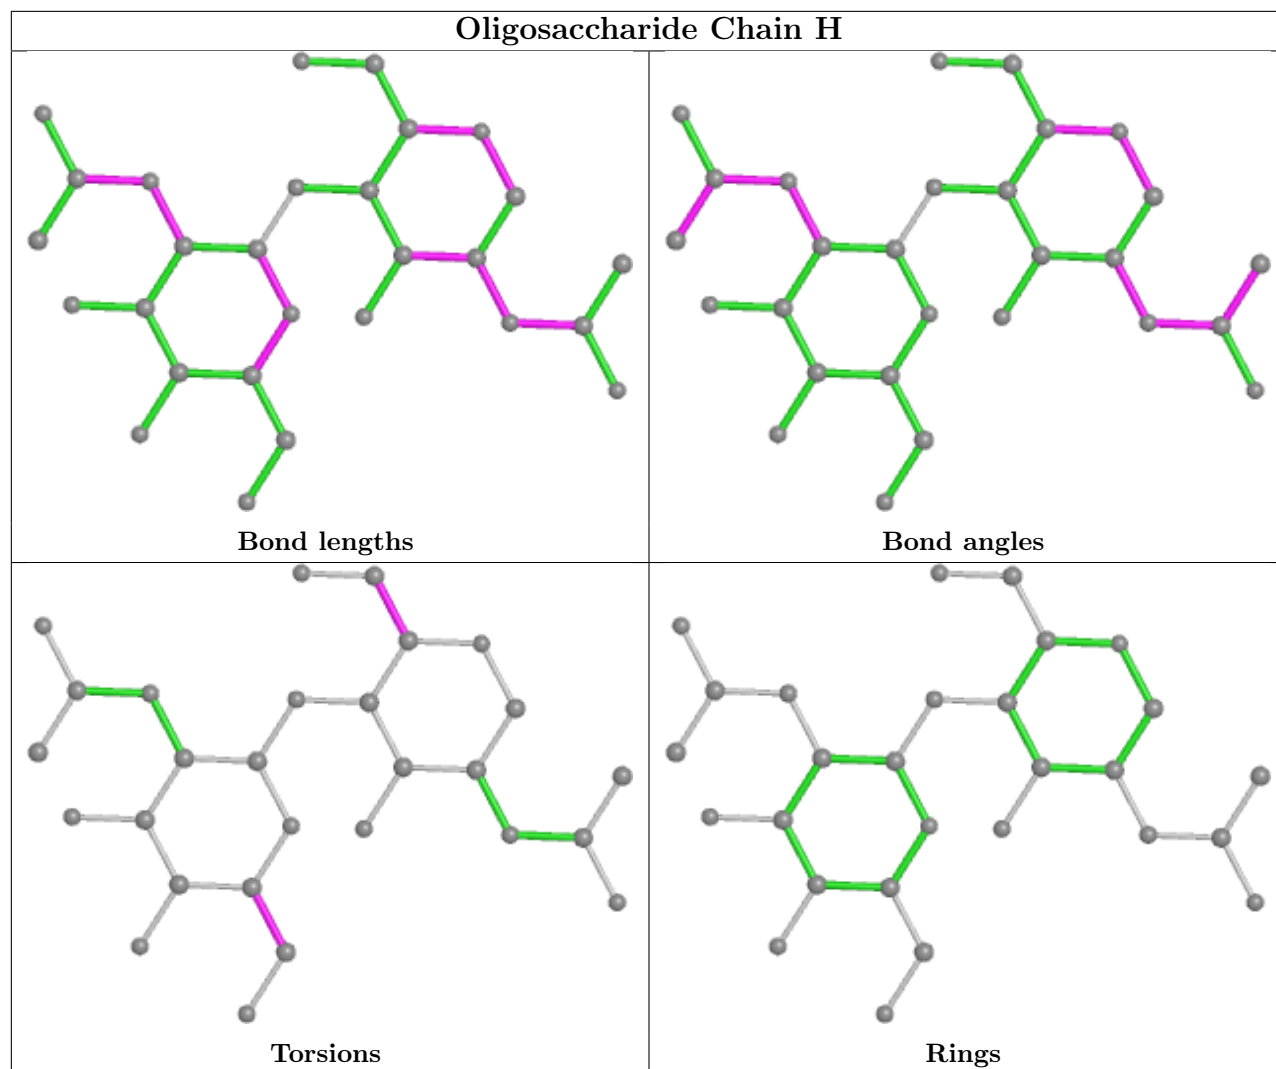 Oligosaccharide Chain H
Bond lengths
Bond angles
Torsions
Rings